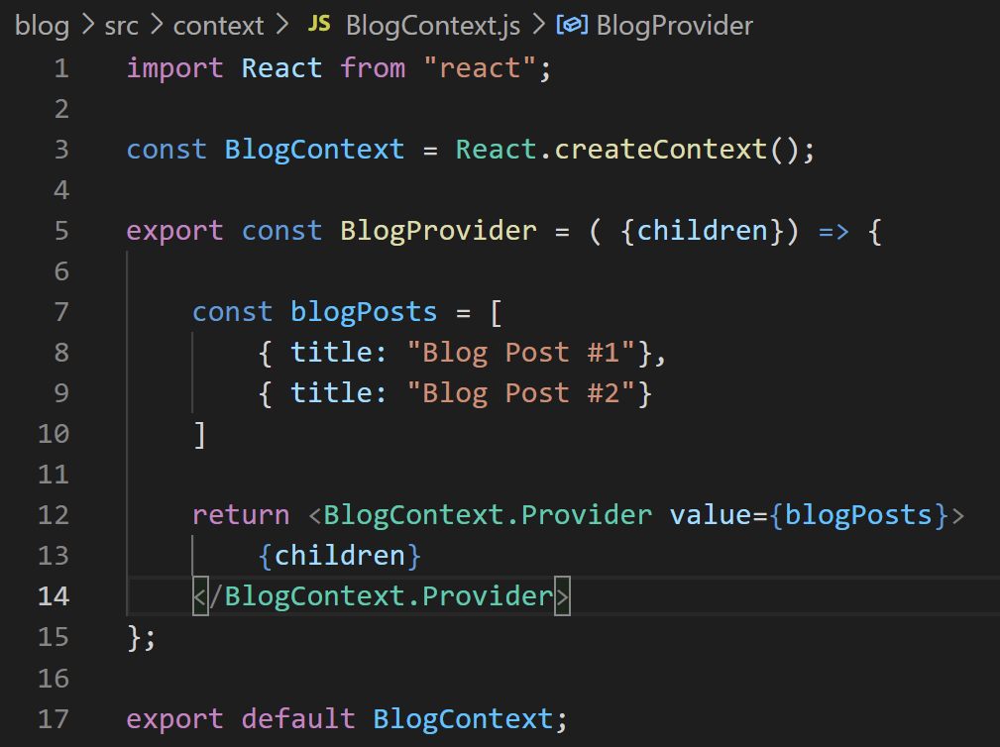 blog > src > context > JS BlogContext.js > BlogProvider
1 import React from "react";
2
3 const BlogContext = React.createContext();
4
5 export const BlogProvider = ( {children}) => {
6
7     const blogPosts = [
8         { title: "Blog Post #1"},
9         { title: "Blog Post #2"}
10     ]
11
12     return <BlogContext.Provider value={blogPosts}>
13         {children}
14     </BlogContext.Provider>
15 };
16
17 export default BlogContext;